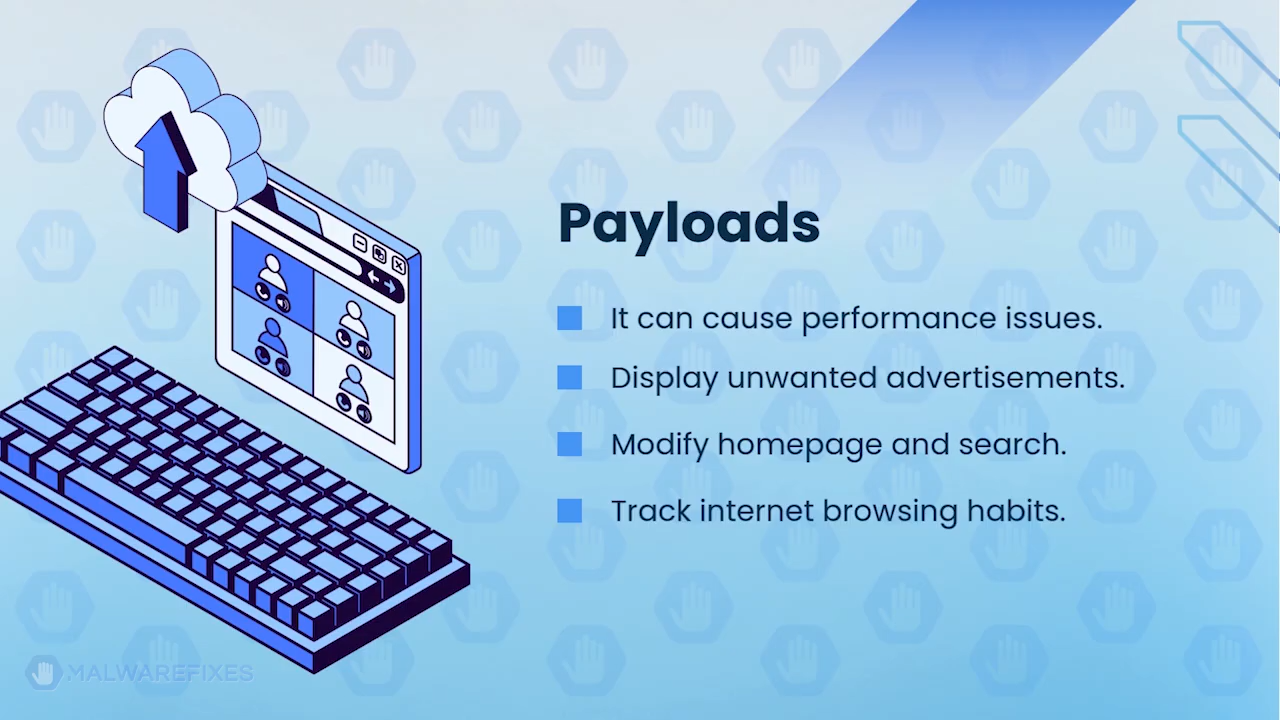 Payloads
It can cause performance issues.
Display unwanted advertisements.
Modify homepage and search.
Track internet browsing habits.
MALWAREFIXES